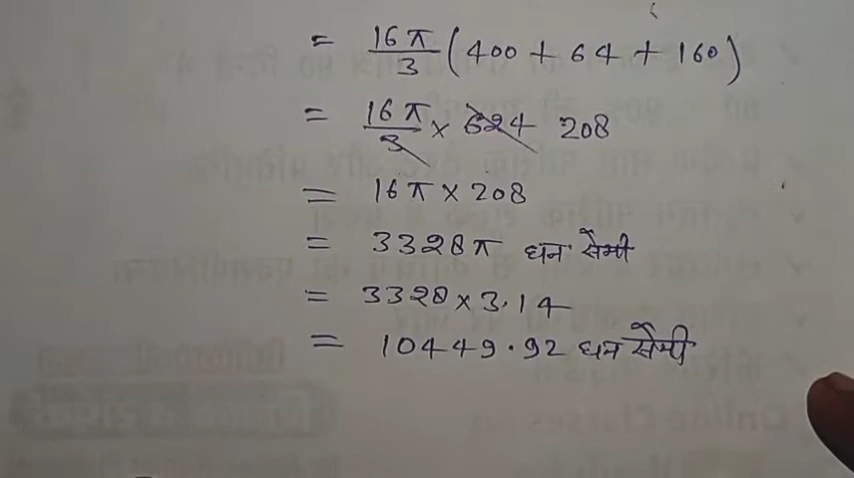 = 16π/3 (400 + 64 + 160)
= 16π/3 × 624 208
= 16π × 208
= 3328π घन सेमी
= 3328 × 3.14
= 10449.92 घन सेमी